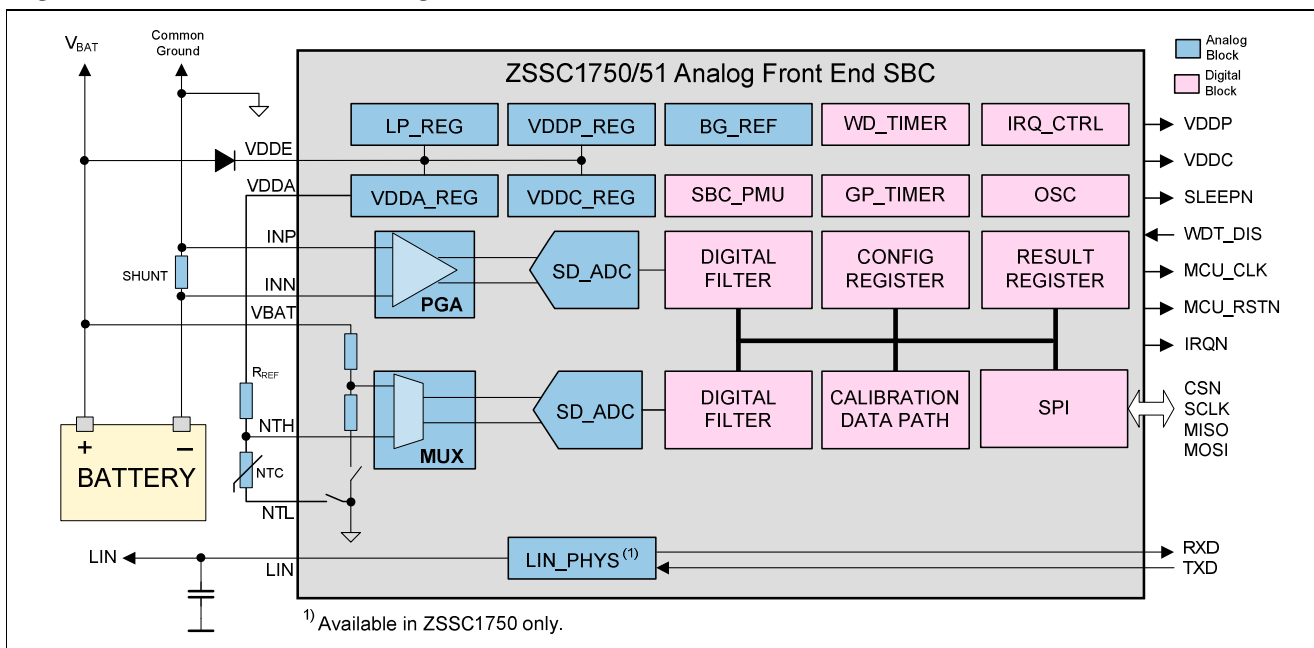 V_BAT
Common
Ground
Analog
Block
Digital
Block
ZSSC1750/51 Analog Front End SBC
LP_REG
VDDP_REG
BG_REF
WD_TIMER
IRQ_CTRL
VDDP
VDDE
VDDC
VDDA
VDDA_REG
VDDC_REG
SBC_PMU
GP_TIMER
OSC
SLEEPN
INP
WDT_DIS
SHUNT
PGA
SD_ADC
DIGITAL
FILTER
CONFIG
REGISTER
RESULT
REGISTER
MCU_CLK
INN
MCU_RSTN
VBAT
IRQN
R_REF
NTH
MUX
SD_ADC
DIGITAL
FILTER
CALIBRATION
DATA PATH
SPI
CSN
SCLK
MISO
MOSI
+
−
BATTERY
NTC
NTL
LIN
LIN
LIN_PHYS(1)
RXD
TXD
1) Available in ZSSC1750 only.